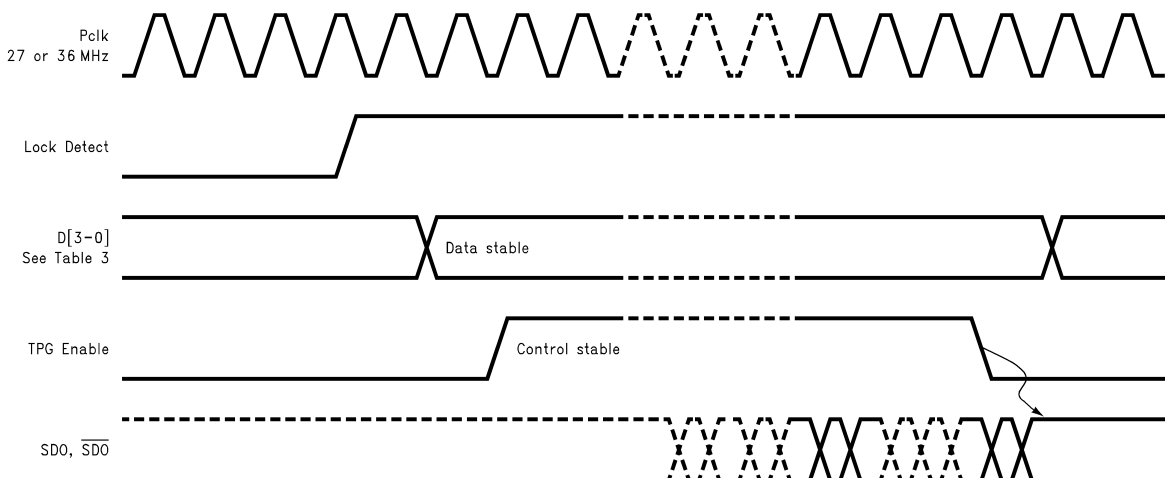 Pclk
27 or 36 MHz
Lock Detect
D[3-0]
See Table 3
Data stable
TPG Enable
Control stable
SDO, SDO